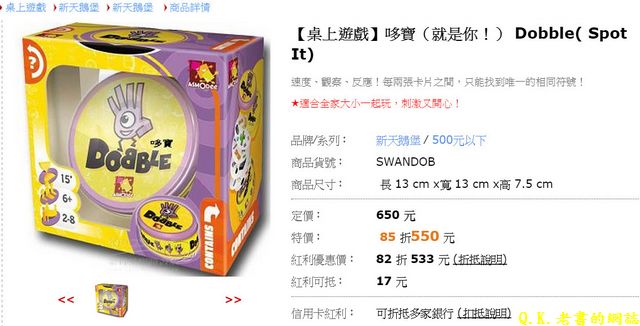 桌上遊戲 > 新天鵝堡 > 新天鵝堡 > 商品詳情
【桌上遊戲】哆寶（就是你！） Dobble( Spot It)
速度、觀察、反應！每兩張卡片之間，只能找到唯一的相同符號！
★適合全家大小一起玩，刺激又開心！
品牌/系列： 新天鵝堡 / 500元以下
商品貨號： SWANDOB
商品尺寸： 長 13 cm x寬 13 cm x高 7.5 cm
定價： 650 元
特價： 85 折550 元
紅利優惠價： 82 折 533 元 (折抵說明)
紅利可抵： 17 元
信用卡紅利： 可折抵多家銀行 (扣抵說明)
?
ASMODEE
ASMODEE
哆寶
DOBBLE
15'
6+
2-8
DOBBLE
CONTAINS
<< >>
Q.K.老書的網誌